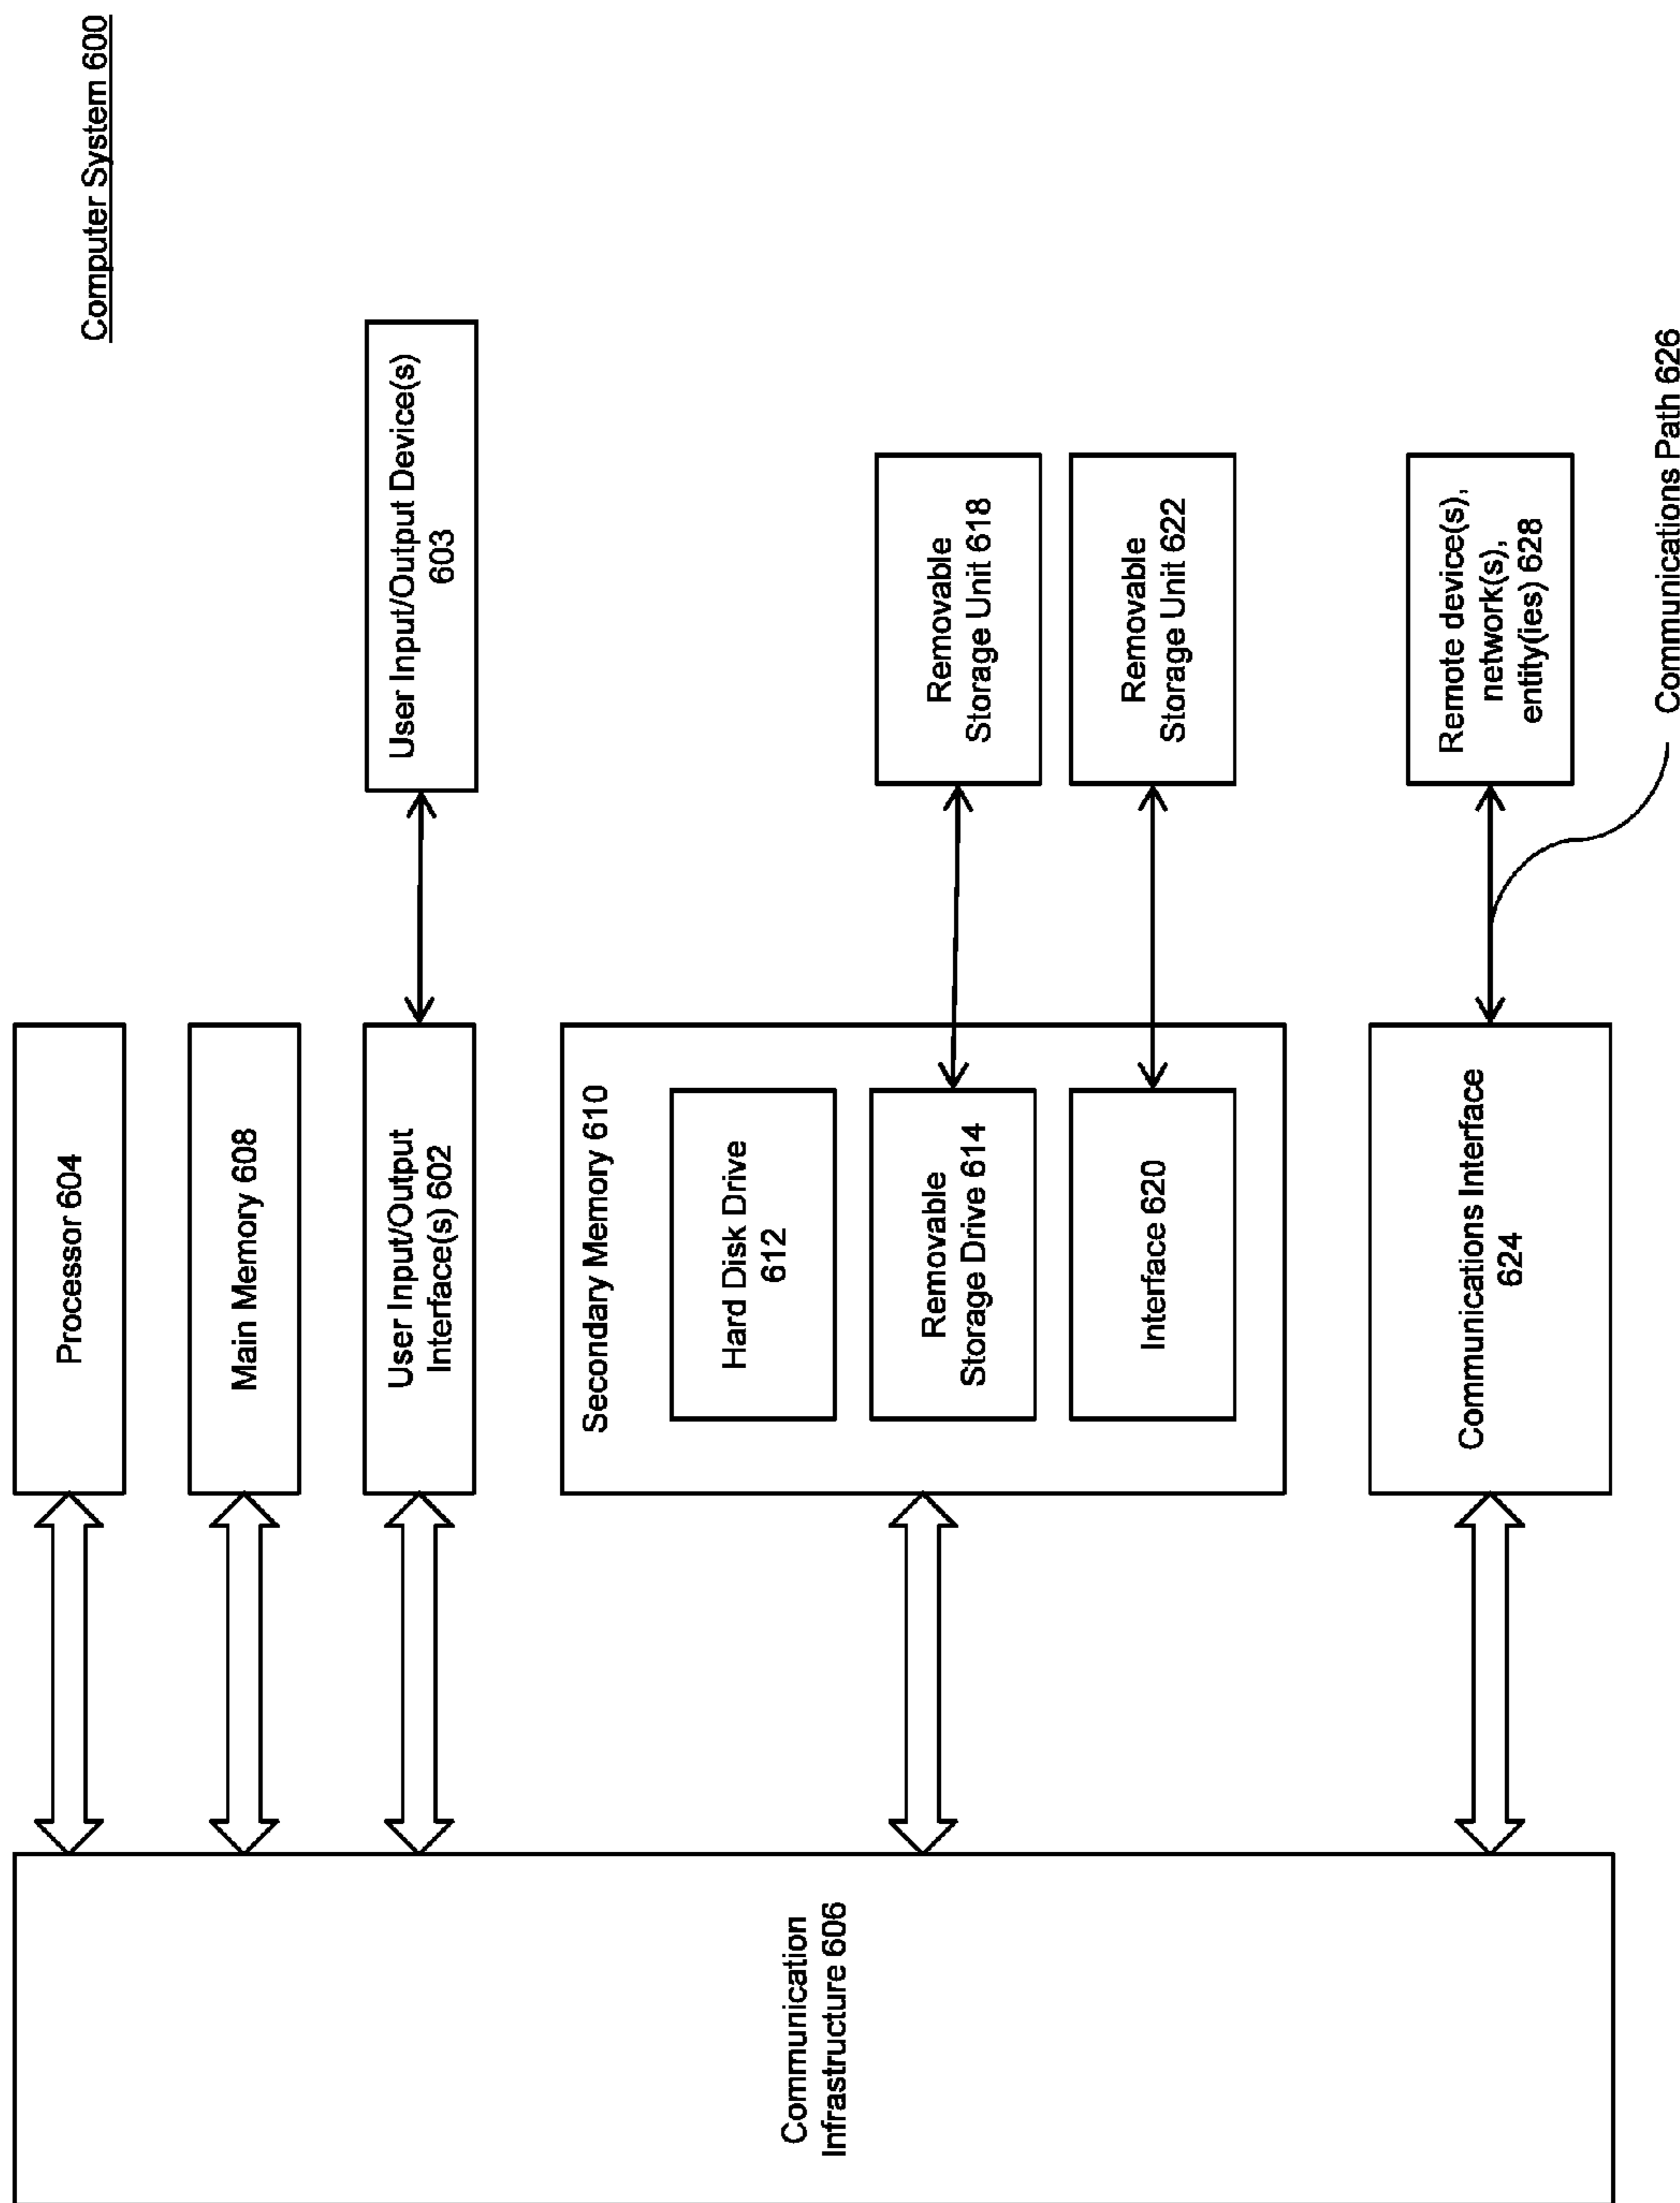 Computer System 600
Processor 604
Main Memory 608
User Input/Output
Interface(s) 602
User Input/Output Device(s)
603
Communication
Infrastructure 606
Secondary Memory 610
Hard Disk Drive
612
Removable
Storage Drive 614
Removable
Storage Unit 618
Interface 620
Removable
Storage Unit 622
Communications Interface
624
Remote device(s),
network(s),
entity(ies) 628
Communications Path 626